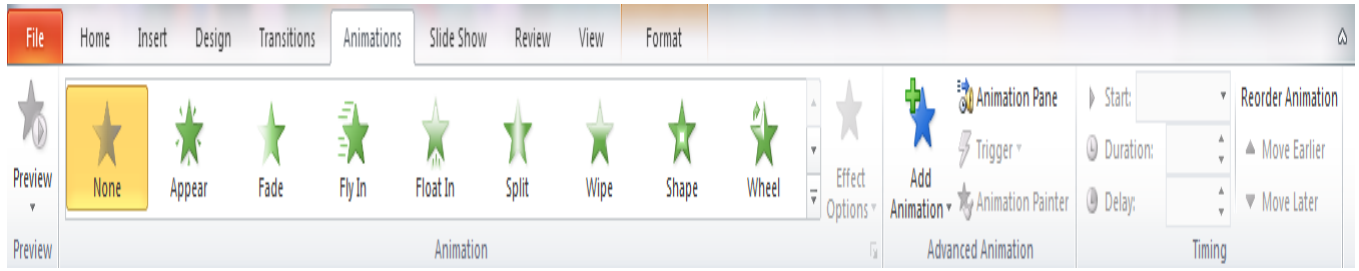 File Home Insert Design Transitions Animations Slide Show Review View Format
Preview
None Appear Fade Fly In Float In Split Wipe Shape Wheel
Effect
Options
Add
Animation
Animation Pane
Trigger
Animation Painter
Start:
Duration:
Delay:
Reorder Animation
Move Earlier
Move Later
Preview Animation Advanced Animation Timing